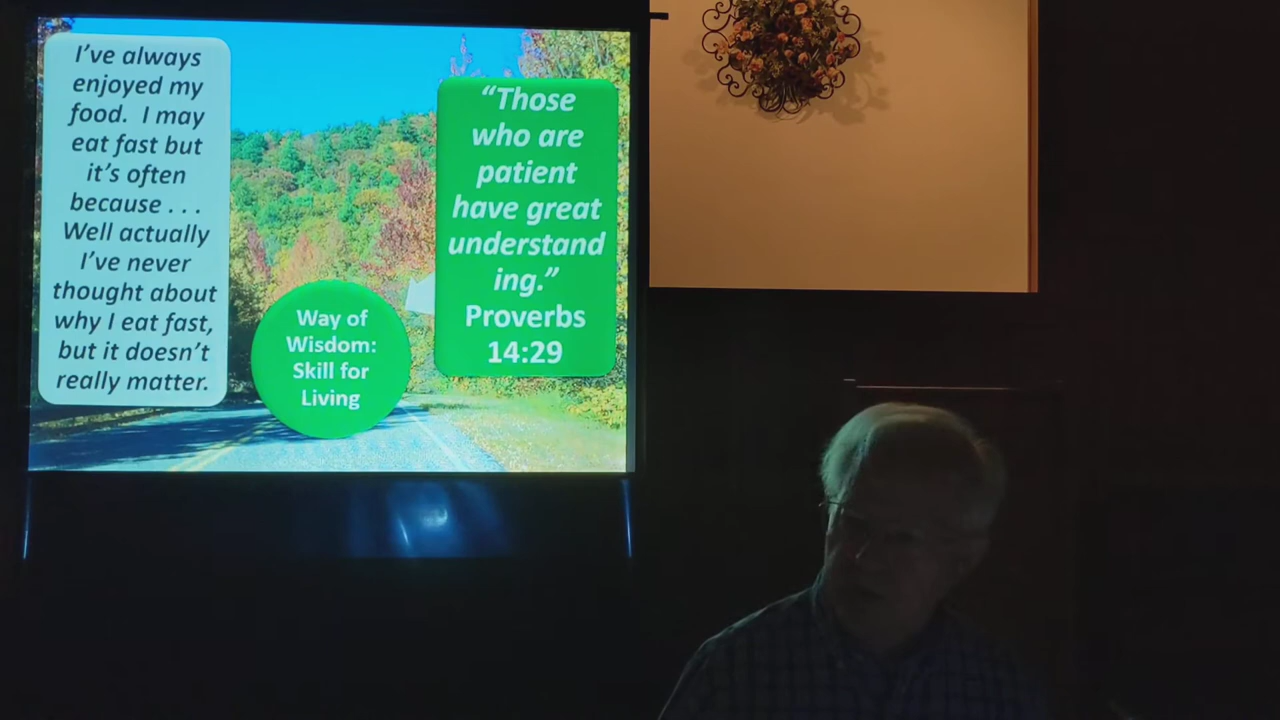 I've always
enjoyed my
food. I may
eat fast but
it's often
because . . .
Well actually
I've never
thought about
why I eat fast,
but it doesn't
really matter.
Way of
Wisdom:
Skill for
Living
“Those
who are
patient
have great
understand
ing.”
Proverbs
14:29